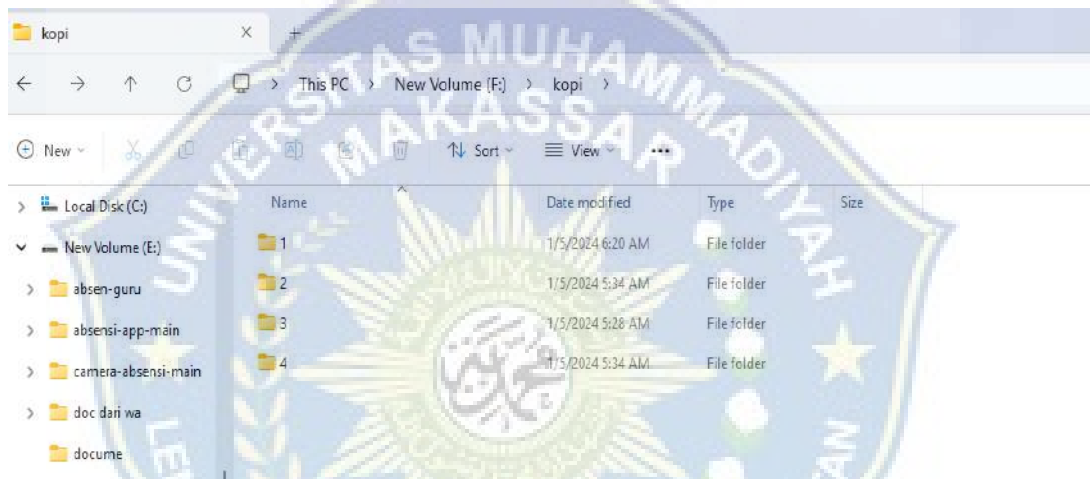 kopi
This PC > New Volume (F:) > kopi >
New Sort View ...
Local Disk (C:)
New Volume (E:)
absen-guru
absensi-app-main
camera-absensi-main
doc dari wa
docume
Name Date modified Type Size
1 1/5/2024 6:20 AM File folder
2 1/5/2024 5:34 AM File folder
3 1/5/2024 5:28 AM File folder
4 1/5/2024 5:34 AM File folder
UNIVERSITAS MUHAMMADIYAH
MAKASSAR